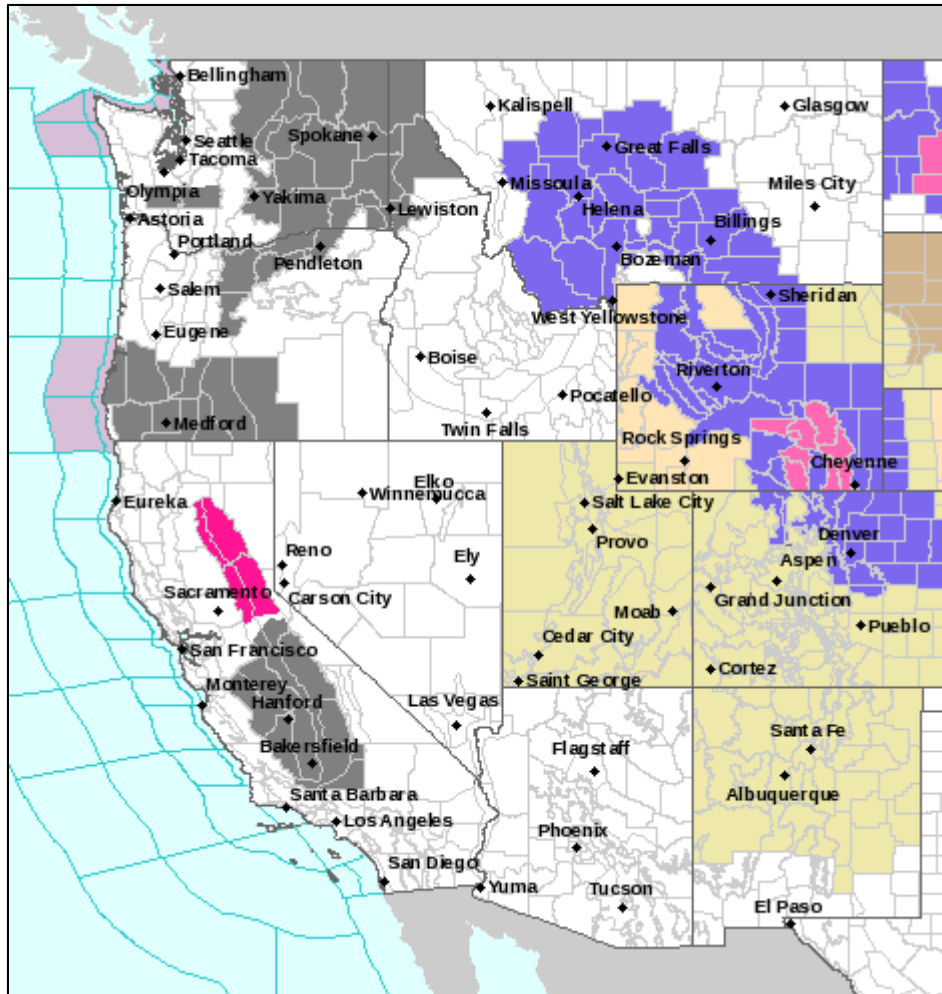 Bellingham
Kalispell
Glasgow
Seattle
Spokane
Great Falls
Tacoma
Missoula
Miles City
Olympia
Yakima
Helena
Lewiston
Astoria
Billings
Portland
Bozeman
Pendleton
Salem
Sheridan
West Yellowstone
Eugene
Boise
Riverton
Pocatello
Medford
Twin Falls
Rock Springs
Cheyenne
Elko
Evanston
Eureka
Winnemucca
Salt Lake City
Provo
Denver
Reno
Ely
Aspen
Sacramento
Carson City
Grand Junction
Moab
Pueblo
Cedar City
San Francisco
Cortez
Saint George
Monterey
Hanford
Las Vegas
Santa Fe
Bakersfield
Flagstaff
Albuquerque
Santa Barbara
Los Angeles
Phoenix
San Diego
Yuma
Tucson
El Paso